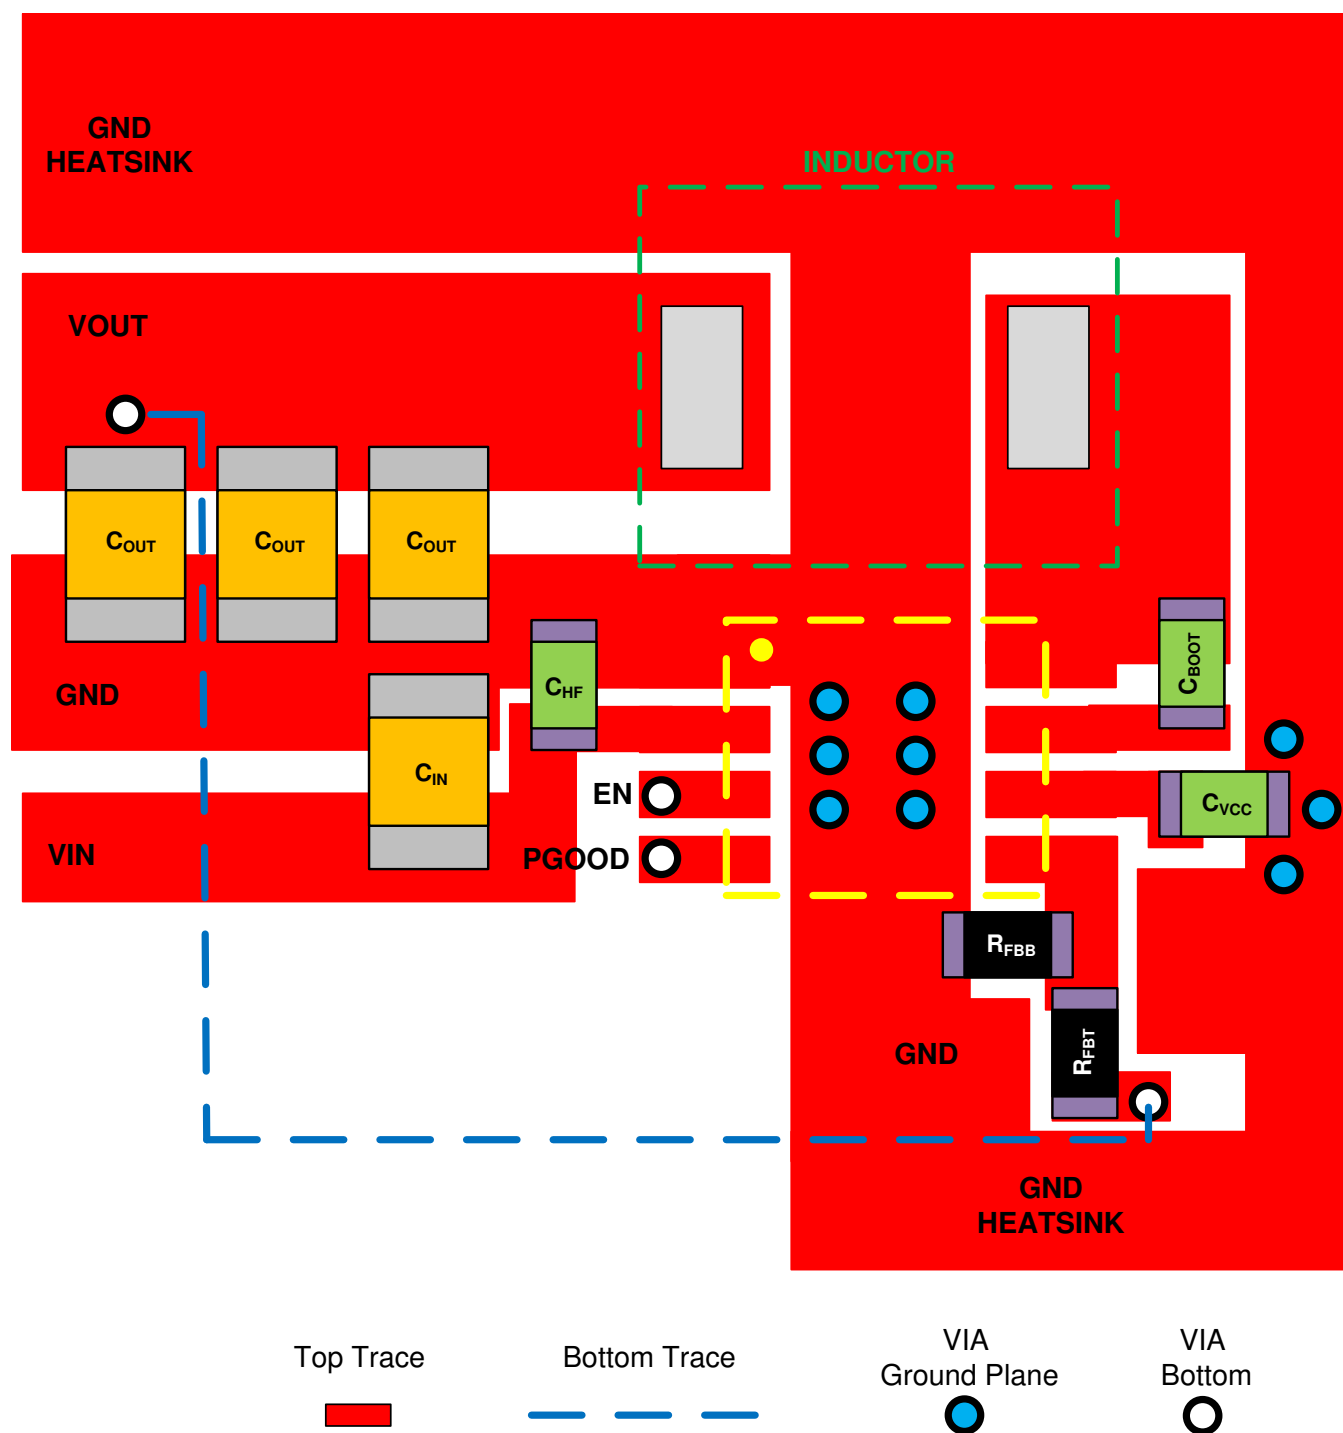 GND
HEATSINK
INDUCTOR
VOUT
COUT
COUT
COUT
GND
CHF
CBOOT
CIN
EN
CVCC
VIN
PGOOD
RFBB
GND
RFBT
GND
HEATSINK
Top Trace
Bottom Trace
VIA
Ground Plane
VIA
Bottom